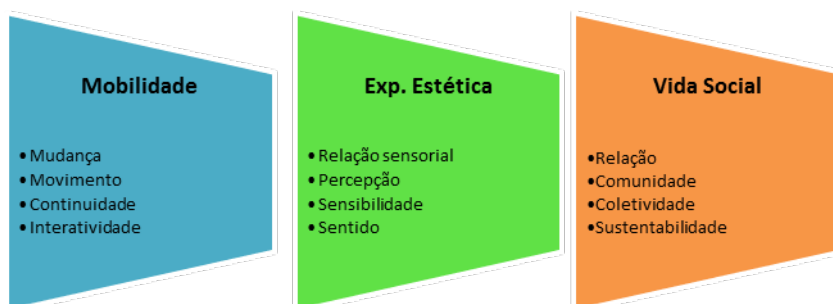 Mobilidade
• Mudança
• Movimento
• Continuidade
• Interatividade
Exp. Estética
• Relação sensorial
• Percepção
• Sensibilidade
• Sentido
Vida Social
•Relação
•Comunidade
•Coletividade
•Sustentabilidade